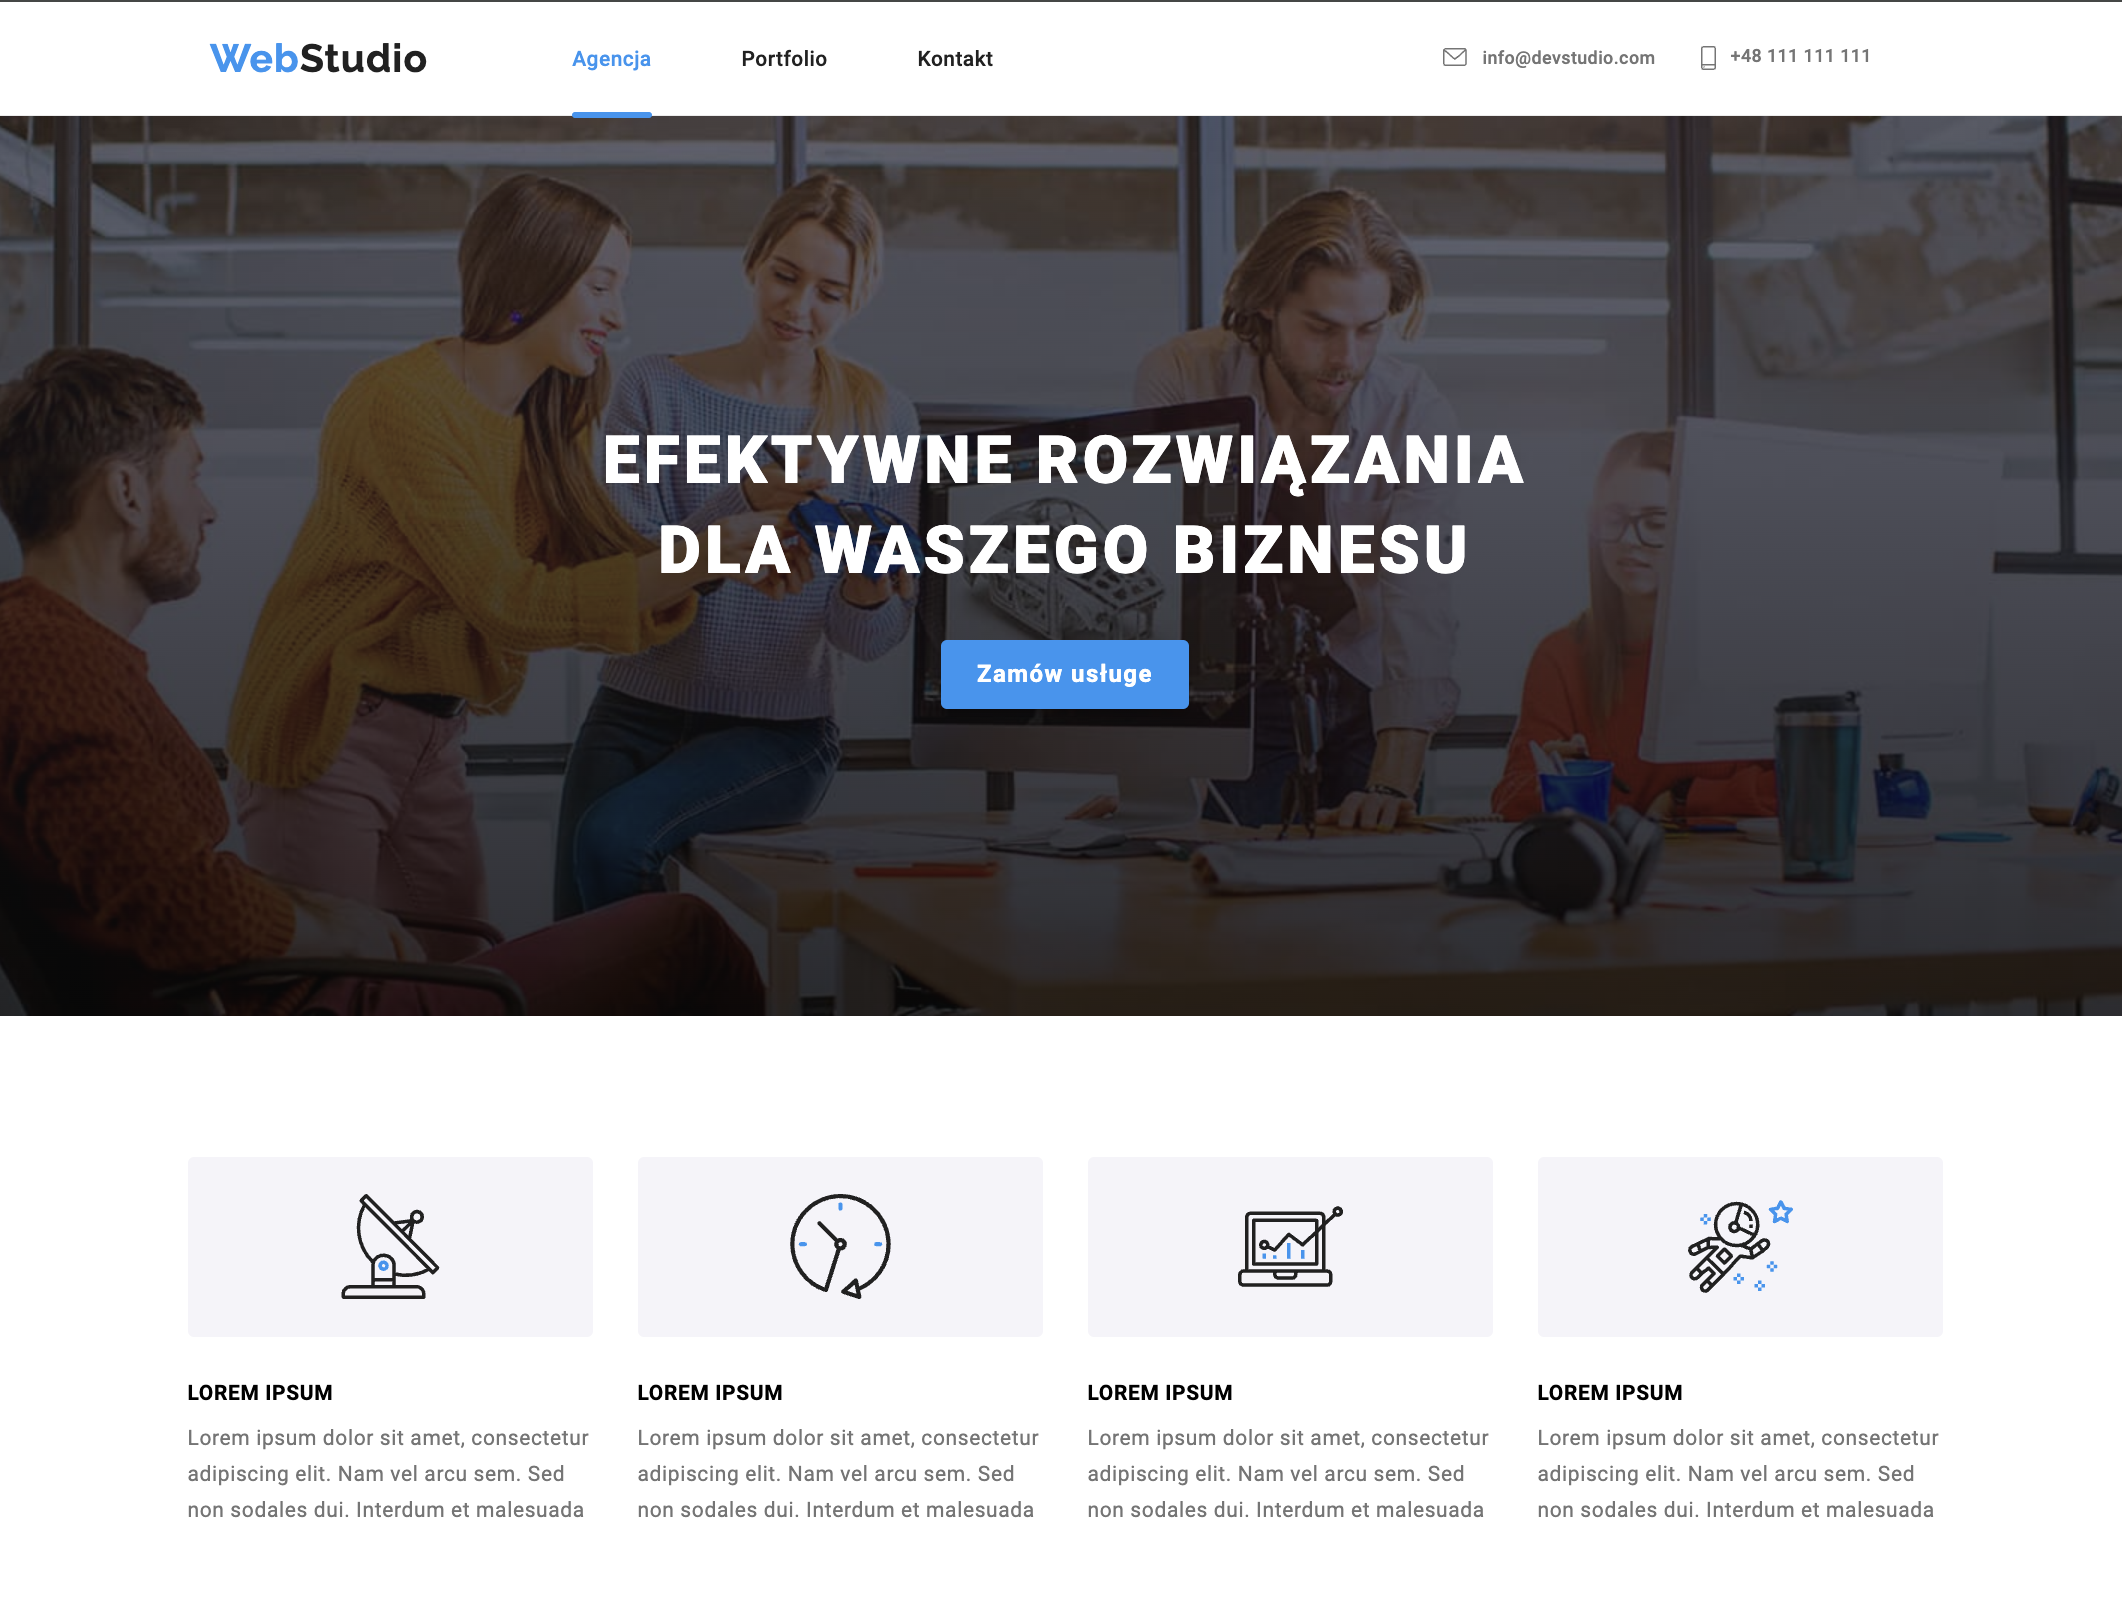 WebStudio
Agencja
Portfolio
Kontakt
info@devstudio.com
+48 111 111 111
EFEKTYWNE ROZWIĄZANIA
DLA WASZEGO BIZNESU
Zamów usługe
LOREM IPSUM
Lorem ipsum dolor sit amet, consectetur
adipiscing elit. Nam vel arcu sem. Sed
non sodales dui. Interdum et malesuada
LOREM IPSUM
Lorem ipsum dolor sit amet, consectetur
adipiscing elit. Nam vel arcu sem. Sed
non sodales dui. Interdum et malesuada
LOREM IPSUM
Lorem ipsum dolor sit amet, consectetur
adipiscing elit. Nam vel arcu sem. Sed
non sodales dui. Interdum et malesuada
LOREM IPSUM
Lorem ipsum dolor sit amet, consectetur
adipiscing elit. Nam vel arcu sem. Sed
non sodales dui. Interdum et malesuada